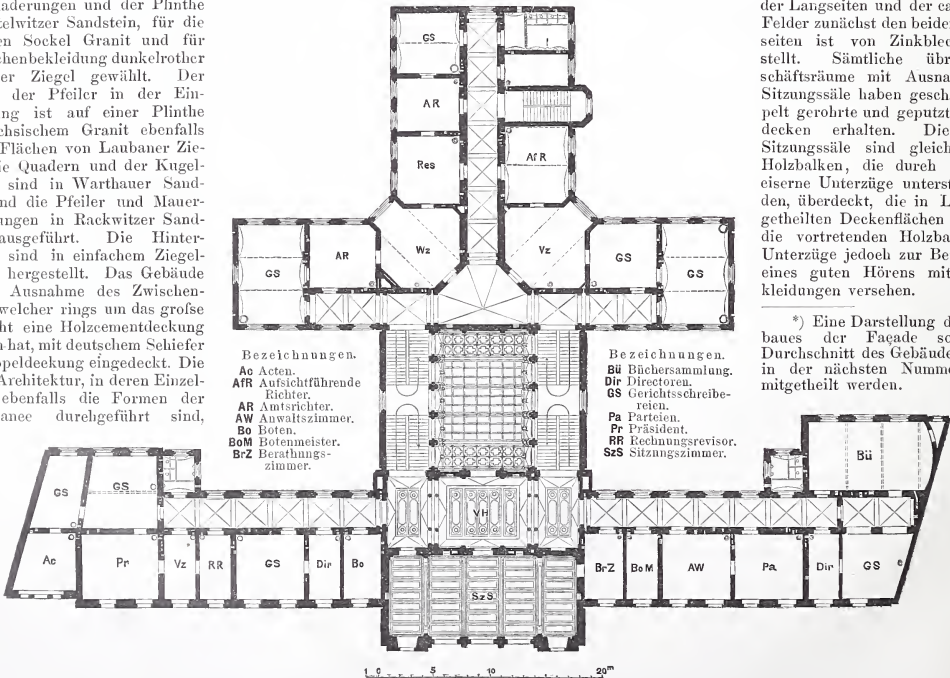 aderungen und der Plinthe
telwitzer Sandstein, für die
en Sockel Granit und für
chenbekleidung dunkelrother
er Ziegel gewählt. Der
der Pfeiler in der Ein-
ng ist auf einer Plinthe
chsischem Granit ebenfalls
Flächen von Laubaner Zie-
ie Quadern und der Kugel-
sind in Warthauer Sand-
nd die Pfeiler und Mauer-
ungen in Rackwitzer Sand-
ausgeführt. Die Hinter-
sind in einfachem Ziegel-
hergestellt. Das Gebäude
Ausnahme des Zwischen-
welcher rings um das grofse
ht eine Holzcementdeckung
n hat, mit deutschem Schiefer
ppeldeckung eingedeckt. Die
Architektur, in deren Einzel-
ebenfalls die Formen der
anee durchgeführt sind,
GS
AR
Res
AfR
GS
AR
Wz
Vz
GS
GS
Bezeichnungen.
Ac Acten.
AfR Aufsichtführende
Richter.
AR Amtsrichter.
AW Anwaltszimmer.
Bo Boten.
BoM Botenmeister.
BrZ Berathungs-
zimmer.
Bezeichnungen.
Bü Büchersammlung.
Dir Directoren.
GS Gerichtsschreibe-
reien.
Pa Parteien.
Pr Präsident.
RR Rechnungsrevisor.
SzS Sitzungszimmer.
GS
GS
Ac
Pr
Vz
RR
GS
Dir
Bo
VH
SzS
BrZ
BoM
AW
Pa
Dir
GS
Bü
1 0 5 10 20m
der Langseiten und der ca
Felder zunächst den beide
seiten ist von Zinkblec
stellt. Sämtliche übr
schäftsräume mit Ausna
Sitzungssäle haben gesch
pelt gerohrte und geputzt
decken erhalten. Die
Sitzungssäle sind gleich
Holzbalken, die durch
eiserne Unterzüge unterst
den, überdeckt, die in L
getheilten Deckenflächen
die vortretenden Holzba
Unterzüge jedoch zur Be
eines guten Hörens mit
kleidungen versehen.
*) Eine Darstellung d
baues der Façade so
Durchschnitt des Gebäude
in der nächsten Numme
mitgetheilt werden.